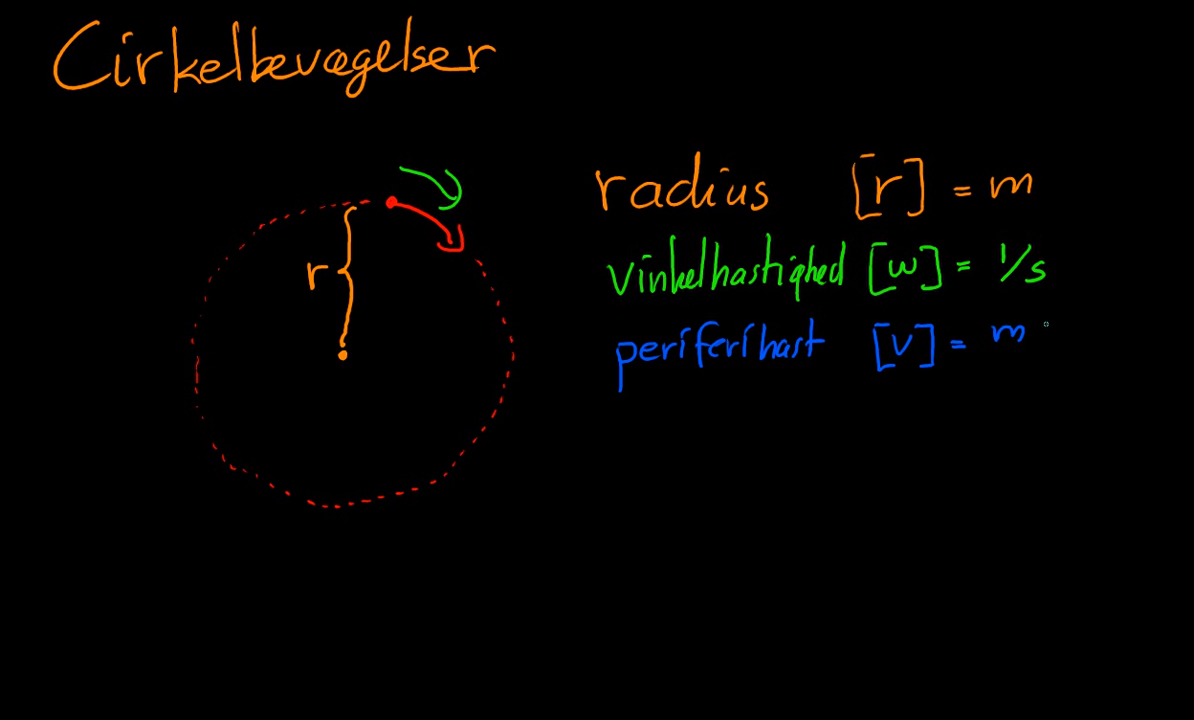 Cirkelbevægelser
radius [r] = m
vinkelhastighed [w] = 1/s
periferihast [v] = m
r